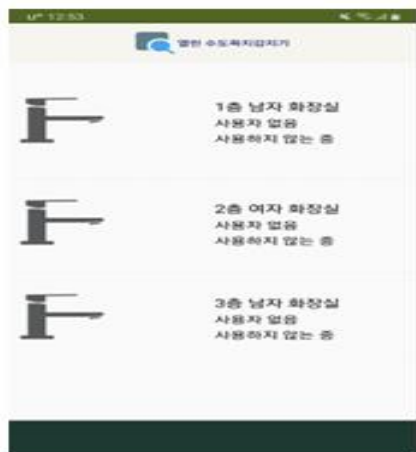 12:53
열린 수도꼭지감지기
1층 남자 화장실
사용자 없음
사용하지 않는 중
2층 여자 화장실
사용자 없음
사용하지 않는 중
3층 남자 화장실
사용자 없음
사용하지 않는 중